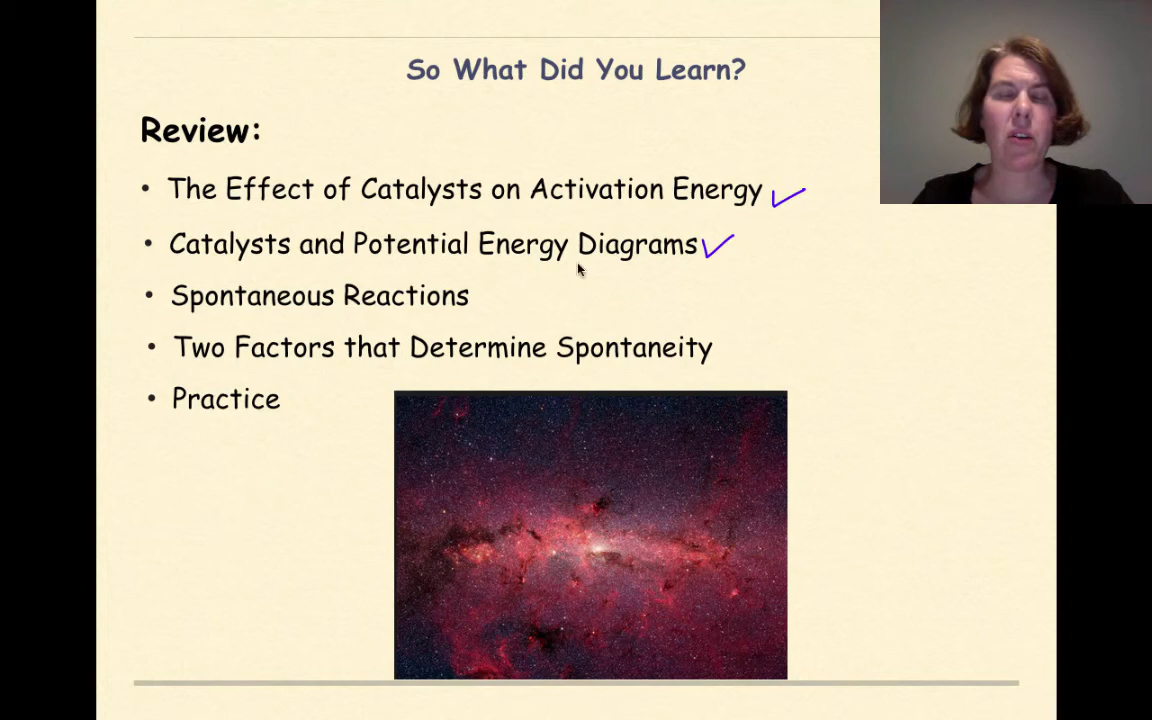 So What Did You Learn?
Review:
• The Effect of Catalysts on Activation Energy
• Catalysts and Potential Energy Diagrams
• Spontaneous Reactions
• Two Factors that Determine Spontaneity
• Practice